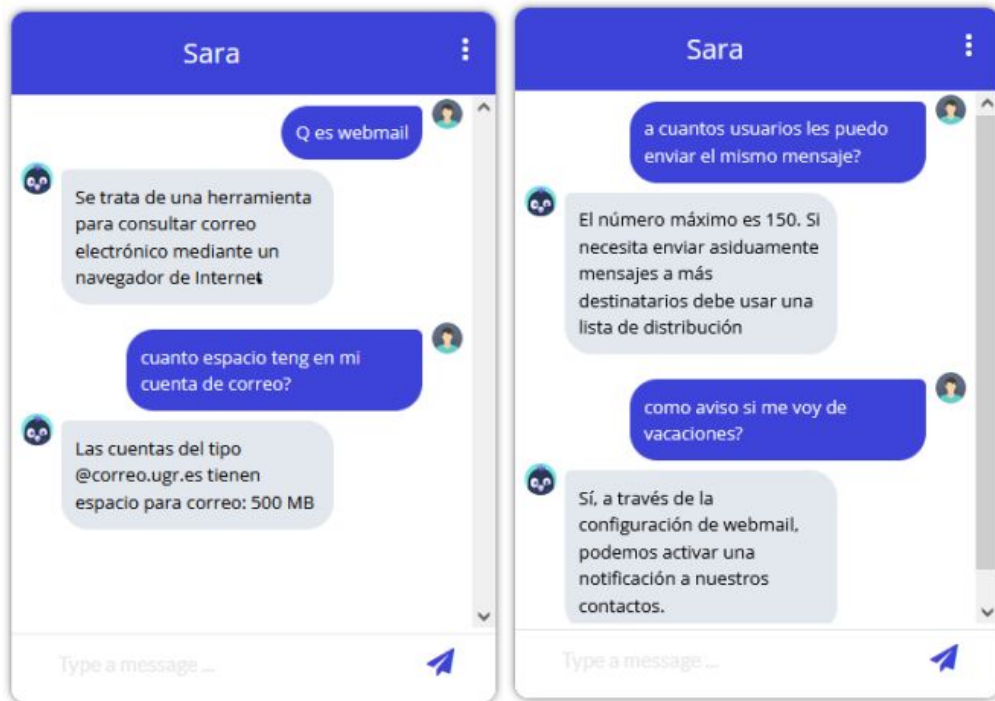 Sara
Q es webmail
Se trata de una herramienta
para consultar correo
electrónico mediante un
navegador de Internet
cuanto espacio teng en mi
cuenta de correo?
Las cuentas del tipo
@correo.ugr.es tienen
espacio para correo: 500 MB
Type a message ...
Sara
a cuantos usuarios les puedo
enviar el mismo mensaje?
El número máximo es 150. Si
necesita enviar asiduamente
mensajes a más
destinatarios debe usar una
lista de distribución
como aviso si me voy de
vacaciones?
Sí, a través de la
configuración de webmail,
podemos activar una
notificación a nuestros
contactos.
Type a message ...